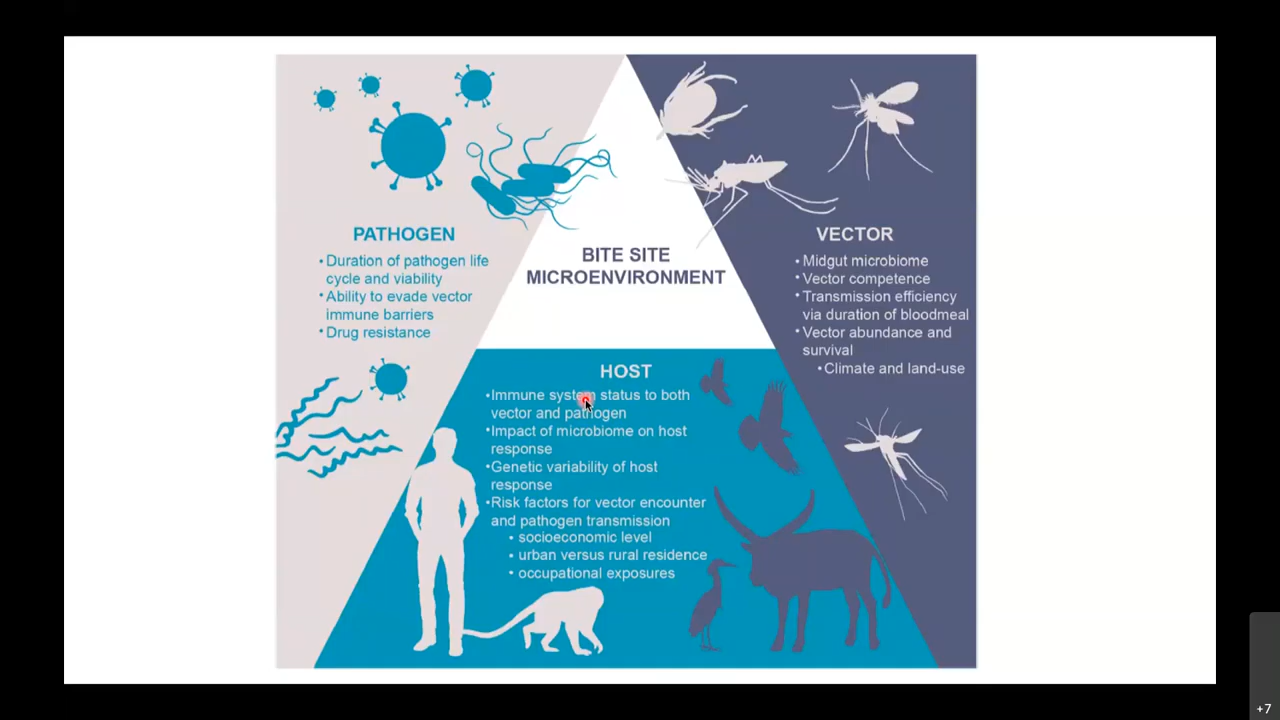 PATHOGEN
• Duration of pathogen life
cycle and viability
• Ability to evade vector
immune barriers
• Drug resistance
BITE SITE
MICROENVIRONMENT
VECTOR
• Midgut microbiome
• Vector competence
• Transmission efficiency
via duration of bloodmeal
• Vector abundance and
survival
• Climate and land-use
HOST
•Immune system status to both
vector and pathogen
•Impact of microbiome on host
response
•Genetic variability of host
response
•Risk factors for vector encounter
and pathogen transmission
• socioeconomic level
• urban versus rural residence
• occupational exposures
+7